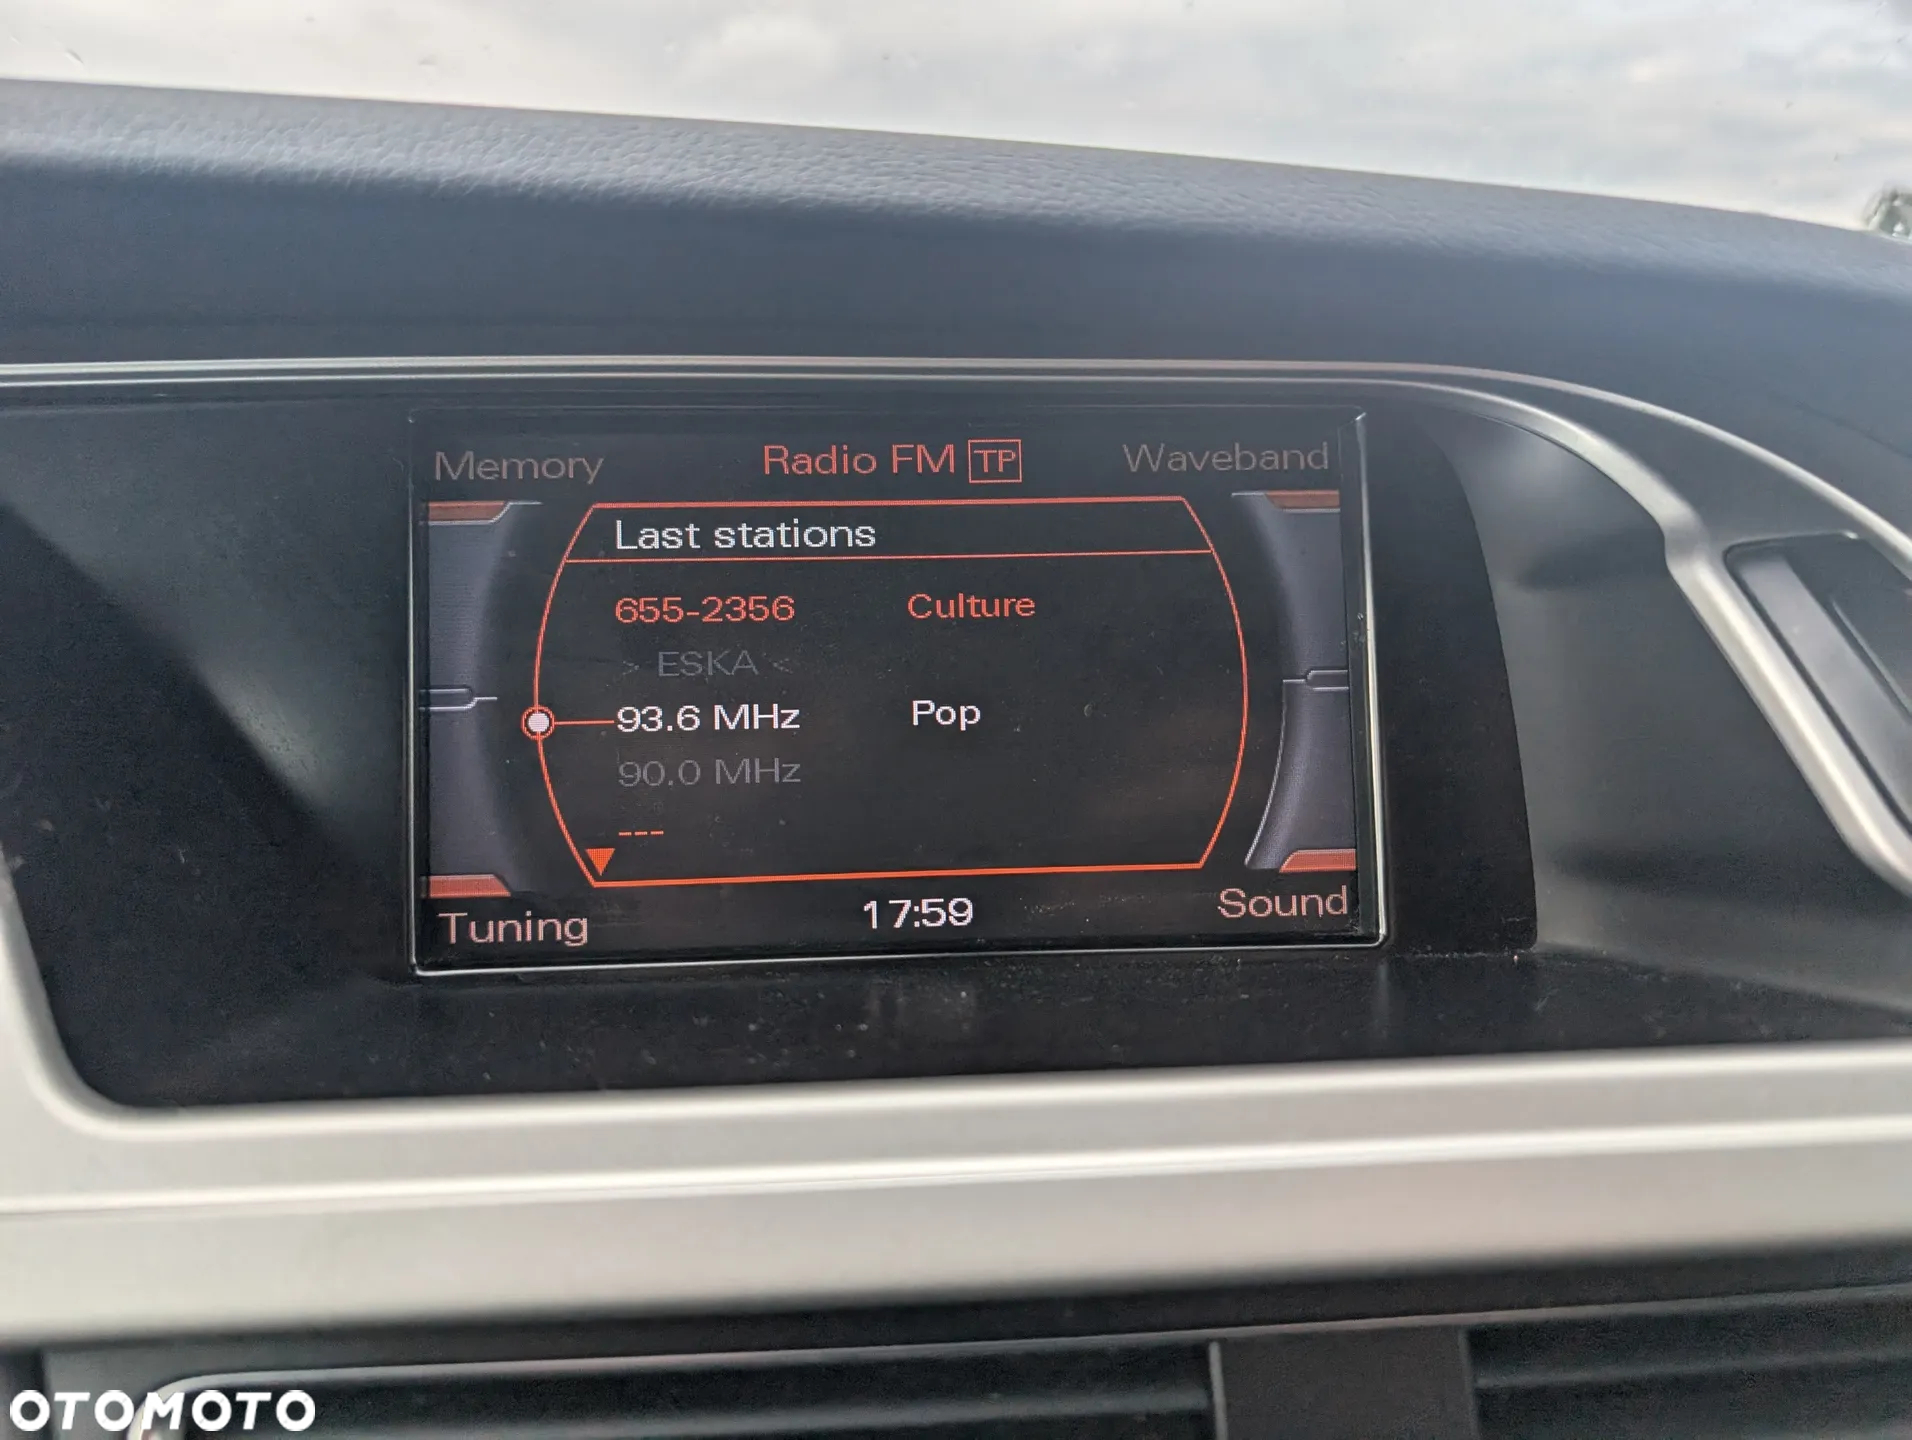 Memory Radio FM TP Waveband
Last stations
655-2356 Culture
> ESKA <
93.6 MHz Pop
90.0 MHz
---
Tuning 17:59 Sound
OTOMOTO